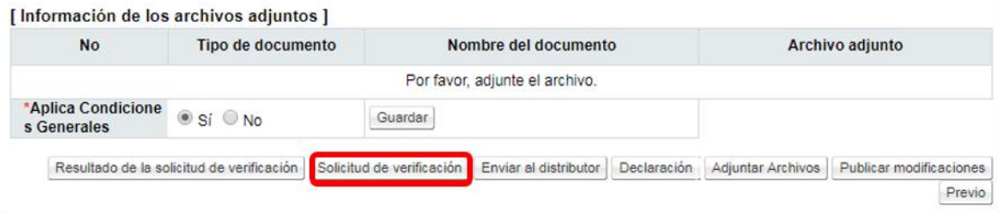 [ Información de los archivos adjuntos ]
No Tipo de documento Nombre del documento Archivo adjunto
Por favor, adjunte el archivo.
*Aplica Condicione
s Generales
Sí No Guardar
Resultado de la solicitud de verificación Solicitud de verificación Enviar al distributor Declaración Adjuntar Archivos Publicar modificaciones
Previo